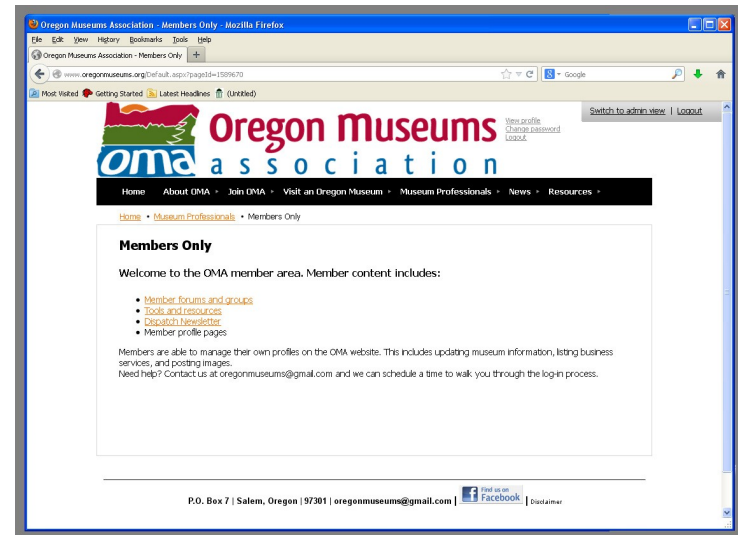 Oregon Museums Association - Members Only - Mozilla Firefox
File Edit View History Bookmarks Tools Help
Oregon Museums Association - Members Only +
www.oregonmuseums.org/Default.aspx?pageId=1589670 Google
Most Visited Getting Started Latest Headlines (Untitled)
Switch to admin view | Logout
View profile
Change password
Logout
Oregon Museums
oma association
Home About OMA Join OMA Visit an Oregon Museum Museum Professionals News Resources
Home • Museum Professionals • Members Only
Members Only
Welcome to the OMA member area. Member content includes:
• Member forums and groups
• Tools and resources
• Dispatch Newsletter
• Member profile pages
Members are able to manage their own profiles on the OMA website. This includes updating museum information, listing business
services, and posting images.
Need help? Contact us at oregonmuseums@gmail.com and we can schedule a time to walk you through the log-in process.
P.O. Box 7 | Salem, Oregon | 97301 | oregonmuseums@gmail.com | Find us on Facebook | Disclaimer